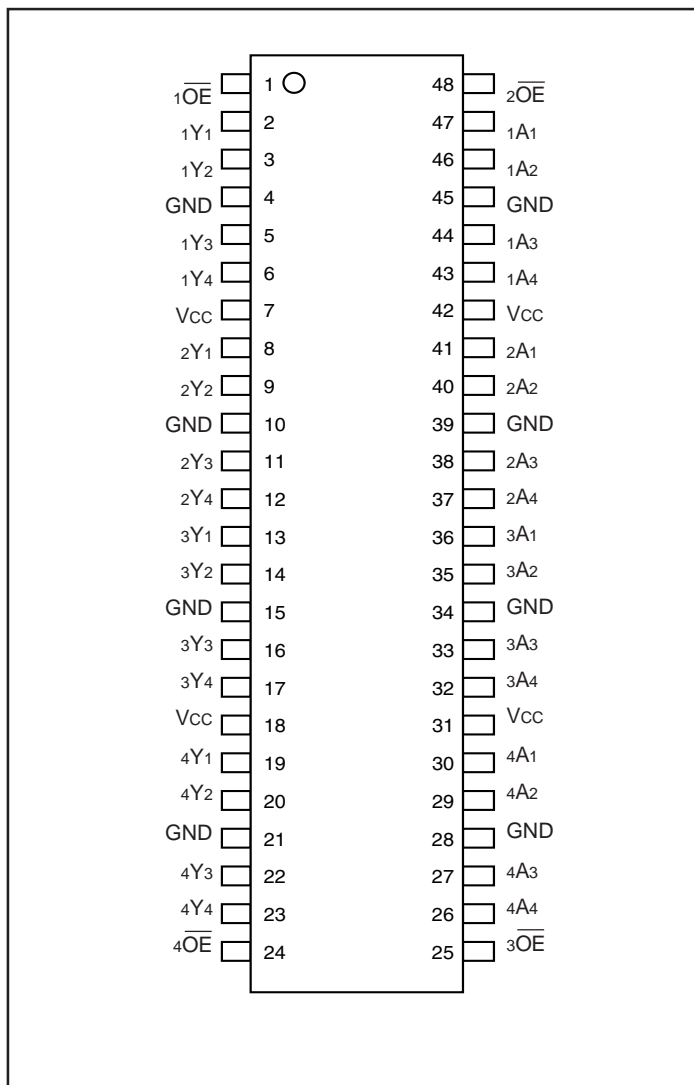 1OE 1 48 2OE
1Y1 2 47 1A1
1Y2 3 46 1A2
GND 4 45 GND
1Y3 5 44 1A3
1Y4 6 43 1A4
VCC 7 42 VCC
2Y1 8 41 2A1
2Y2 9 40 2A2
GND 10 39 GND
2Y3 11 38 2A3
2Y4 12 37 2A4
3Y1 13 36 3A1
3Y2 14 35 3A2
GND 15 34 GND
3Y3 16 33 3A3
3Y4 17 32 3A4
VCC 18 31 VCC
4Y1 19 30 4A1
4Y2 20 29 4A2
GND 21 28 GND
4Y3 22 27 4A3
4Y4 23 26 4A4
4OE 24 25 3OE